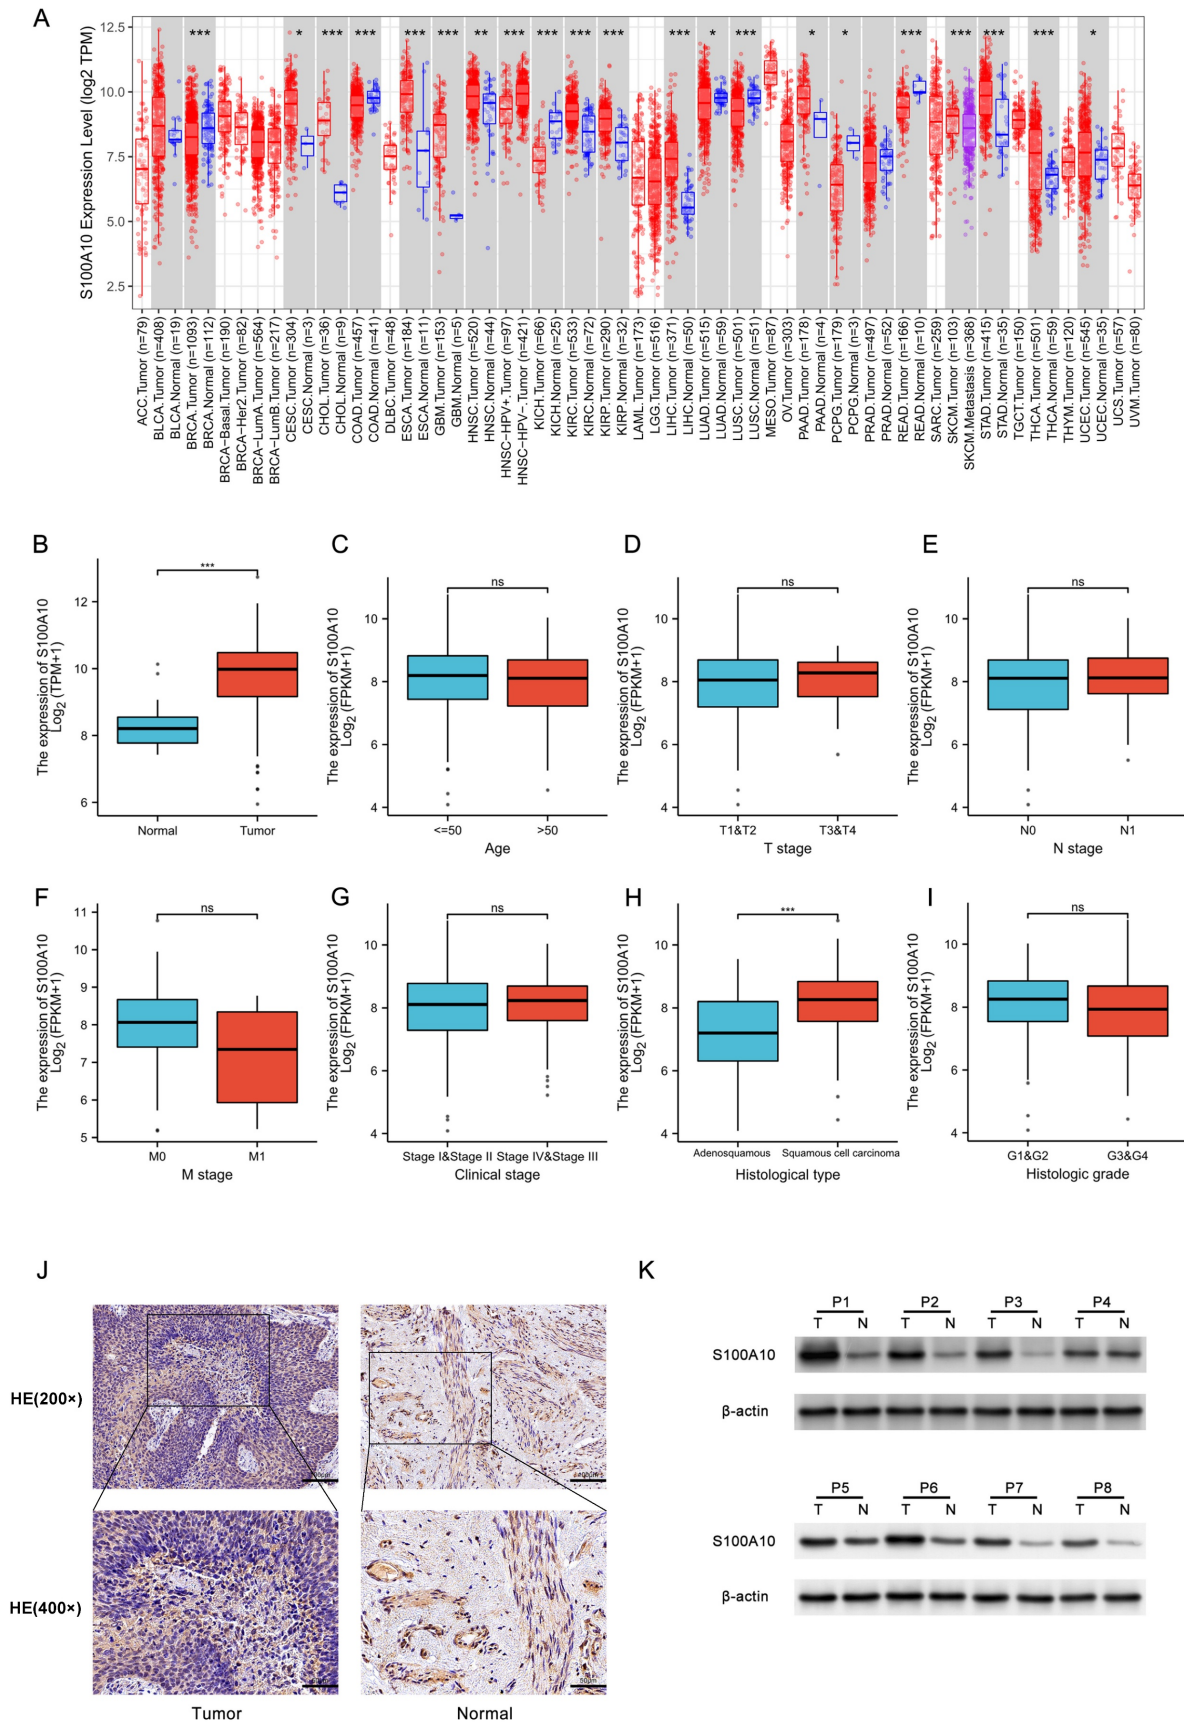 A
S100A10 Expression Level (log2 TPM)
12.5
10.0
7.5
5.0
2.5
*** * *** *** *** *** ** *** *** *** *** *** * *** * * *** *** *** *** *
ACC.Tumor (n=79)
BLCA.Tumor (n=408)
BLCA.Normal (n=19)
BRCA.Tumor (n=1093)
BRCA.Normal (n=112)
BRCA-Basal.Tumor (n=190)
BRCA-Her2.Tumor (n=82)
BRCA-LumA.Tumor (n=564)
BRCA-LumB.Tumor (n=217)
CESC.Tumor (n=304)
CESC.Normal (n=3)
CHOL.Tumor (n=36)
CHOL.Normal (n=9)
COAD.Tumor (n=457)
COAD.Normal (n=41)
DLBC.Tumor (n=48)
ESCA.Tumor (n=184)
ESCA.Normal (n=11)
GBM.Tumor (n=153)
GBM.Normal (n=5)
HNSC.Tumor (n=520)
HNSC.Normal (n=44)
HNSC-HPV+.Tumor (n=97)
HNSC-HPV-.Tumor (n=421)
KICH.Tumor (n=66)
KICH.Normal (n=25)
KIRC.Tumor (n=533)
KIRC.Normal (n=72)
KIRP.Tumor (n=290)
KIRP.Normal (n=32)
LAML.Tumor (n=173)
LGG.Tumor (n=516)
LIHC.Tumor (n=371)
LIHC.Normal (n=50)
LUAD.Tumor (n=515)
LUAD.Normal (n=59)
LUSC.Tumor (n=501)
LUSC.Normal (n=51)
MESO.Tumor (n=87)
OV.Tumor (n=303)
PAAD.Tumor (n=178)
PAAD.Normal (n=4)
PCPG.Tumor (n=179)
PCPG.Normal (n=3)
PRAD.Tumor (n=497)
PRAD.Normal (n=52)
READ.Tumor (n=166)
READ.Normal (n=10)
SARC.Tumor (n=259)
SKCM.Tumor (n=103)
SKCM.Metastasis (n=368)
STAD.Tumor (n=415)
STAD.Normal (n=35)
TGCT.Tumor (n=150)
THCA.Tumor (n=501)
THCA.Normal (n=59)
THYM.Tumor (n=120)
UCEC.Tumor (n=545)
UCEC.Normal (n=35)
UCS.Tumor (n=57)
UVM.Tumor (n=80)
B
The expression of S100A10
Log2 (TPM+1)
12
10
8
6
***
Normal Tumor
C
The expression of S100A10
Log2 (FPKM+1)
10
8
6
4
ns
<=50 >50
Age
D
The expression of S100A10
Log2 (FPKM+1)
10
8
6
4
ns
T1&T2 T3&T4
T stage
E
The expression of S100A10
Log2 (FPKM+1)
10
8
6
4
ns
N0 N1
N stage
F
The expression of S100A10
Log2 (FPKM+1)
11
10
9
8
7
6
5
ns
M0 M1
M stage
G
The expression of S100A10
Log2 (FPKM+1)
10
8
6
4
ns
Stage I&Stage II Stage IV&Stage III
Clinical stage
H
The expression of S100A10
Log2 (FPKM+1)
10
8
6
4
***
Adenosquamous Squamous cell carcinoma
Histological type
I
The expression of S100A10
Log2 (FPKM+1)
10
8
6
4
ns
G1&G2 G3&G4
Histologic grade
J
HE(200×)
HE(400×)
50μm
Tumor Normal
K
P1 P2 P3 P4
T N T N T N T N
S100A10
β-actin
P5 P6 P7 P8
T N T N T N T N
S100A10
β-actin